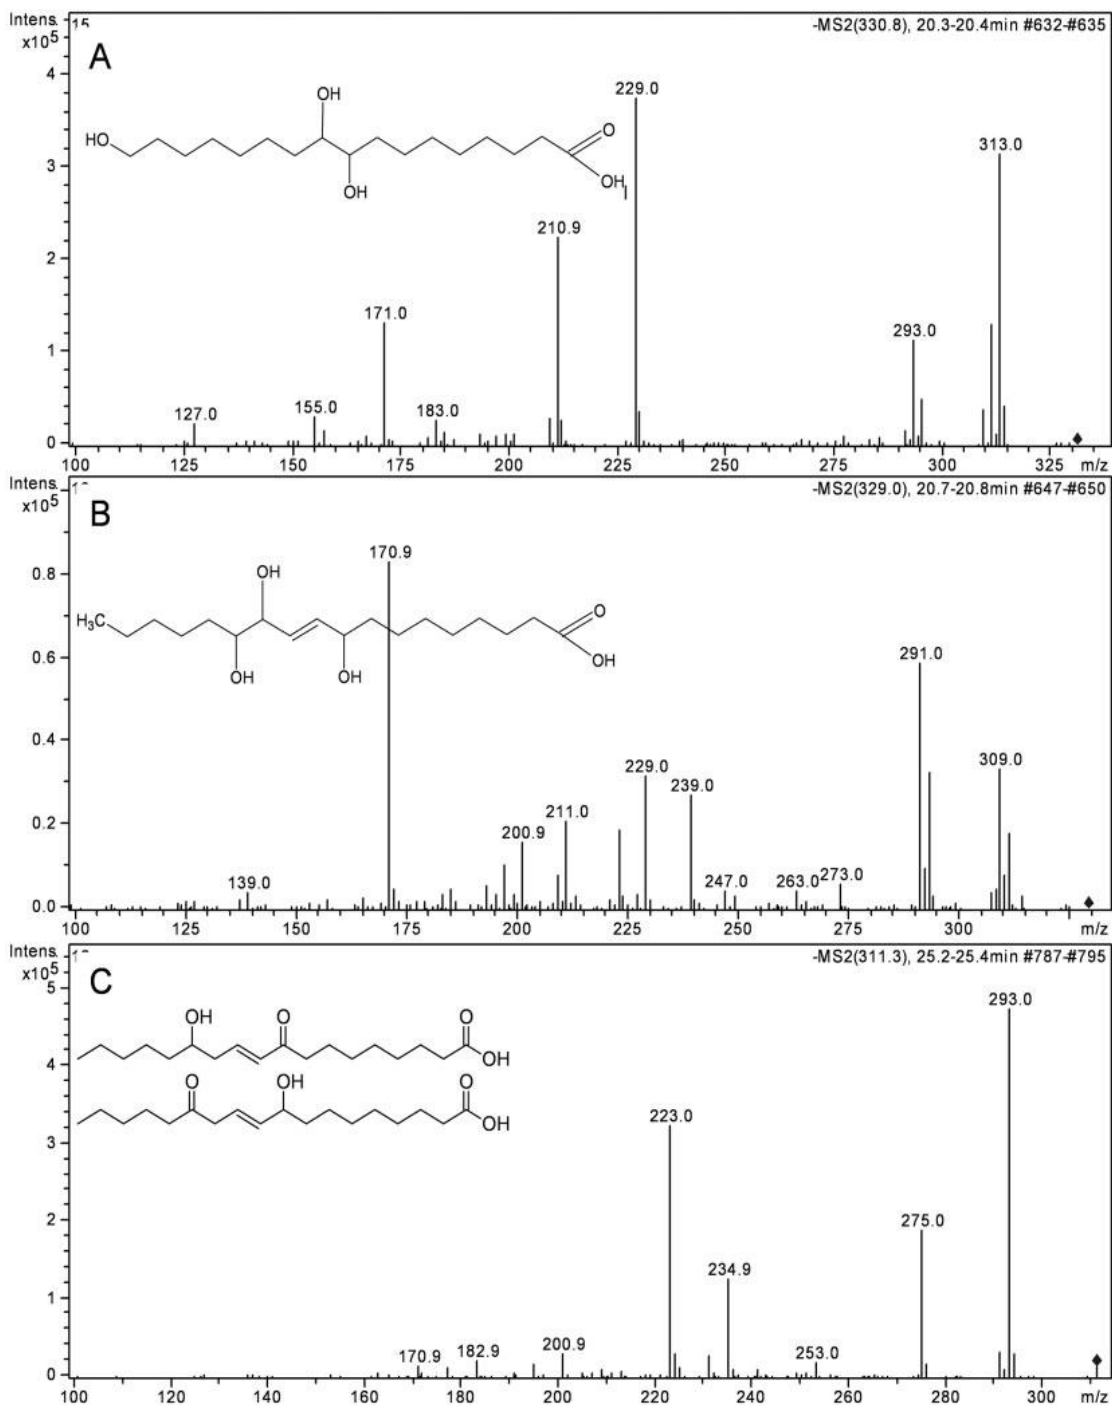 Intens.
x10⁵
-MS2(330.8), 20.3-20.4min #632-#635
A
4
3
2
1
0
OH
HO
O
OH
OH
229.0
313.0
210.9
171.0
293.0
155.0
183.0
127.0
100 125 150 175 200 225 250 275 300 325 m/z
Intens.
x10⁵
-MS2(329.0), 20.7-20.8min #647-#650
B
0.8
0.6
0.4
0.2
0.0
170.9
OH
H₃C
O
OH
OH
OH
291.0
309.0
229.0
239.0
211.0
200.9
273.0
247.0
263.0
139.0
100 125 150 175 200 225 250 275 300 m/z
Intens.
x10⁵
-MS2(311.3), 25.2-25.4min #787-#795
C
5
4
3
2
1
0
OH O O
OH
O OH O
OH
293.0
223.0
275.0
234.9
200.9
253.0
182.9
170.9
100 120 140 160 180 200 220 240 260 280 300 m/z